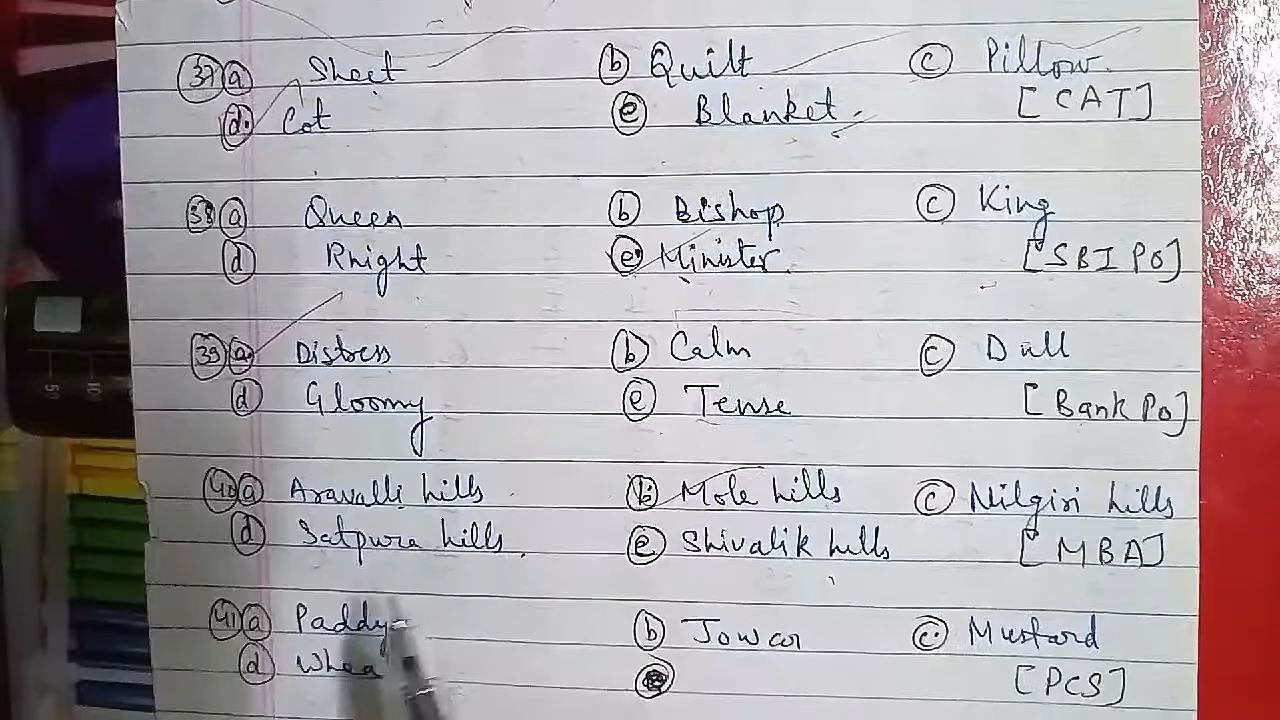 37 a Sheet b Quilt c Pillow.
d. Cot e Blanket. [CAT]
38 a Queen b Bishop c King
d Knight e. Minister. [SBI PO]
39 a. Distress b Calm c Dull
d Gloomy e Tense [Bank PO]
40 a Aravalli hills. b. Mole hills c Nilgiri hills
d Satpura hills. e Shivalik hills [MBA]
41 a Paddy b Jowar c. Mustard
d Whea [PCS]
50 10